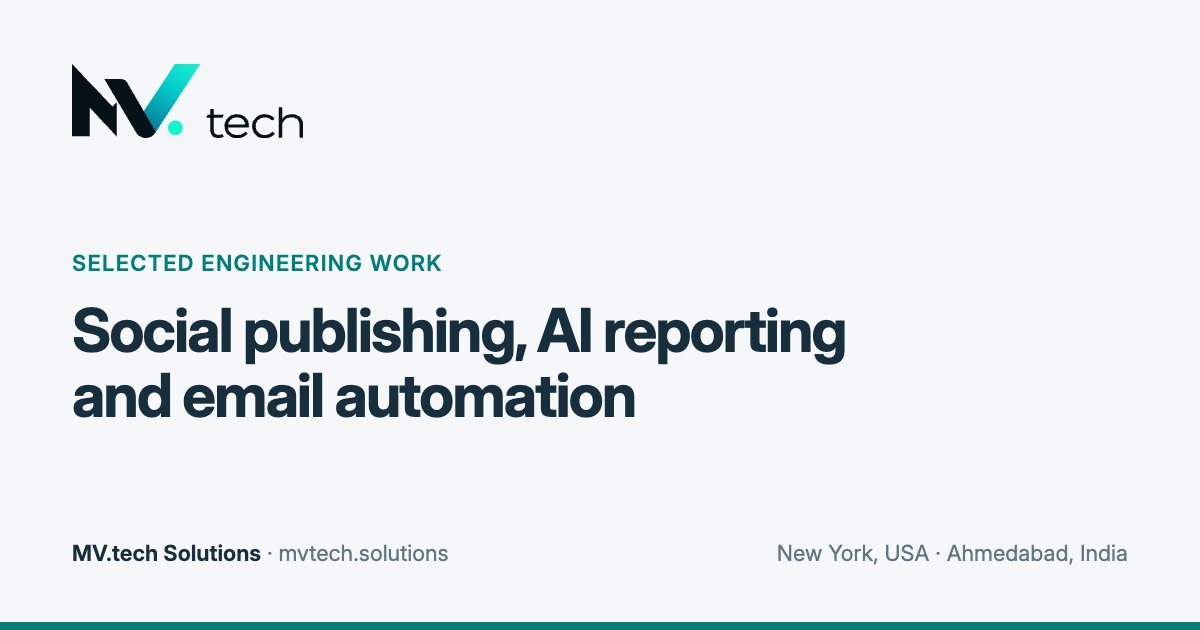 MV. tech
SELECTED ENGINEERING WORK
Social publishing, AI reporting
and email automation
MV.tech Solutions · mvtech.solutions
New York, USA · Ahmedabad, India